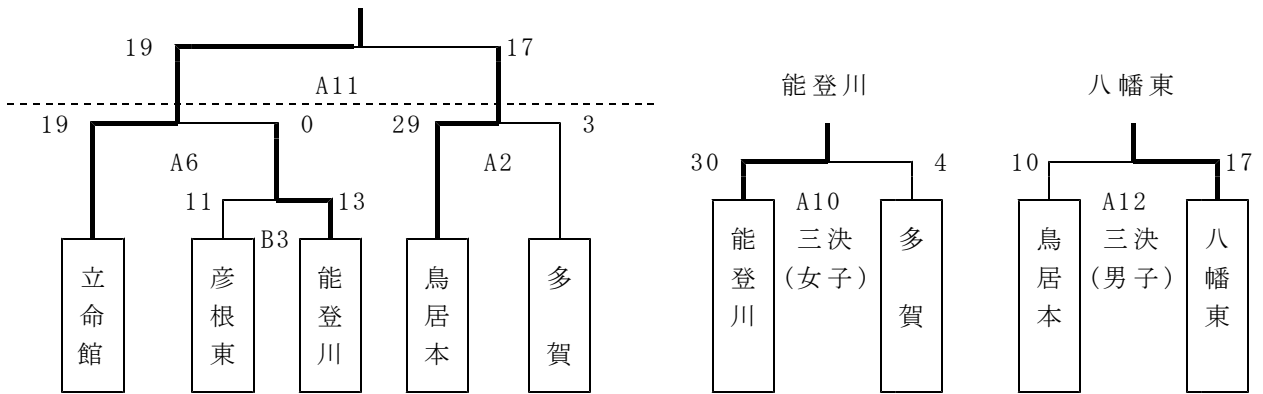 19 17
A11
能登川 八幡東
19 0 29 3
A6 A2
30 4 10 17
11 13
A10 A12
B3
三決 三決
(女子) (男子)
立命館
彦根東
能登川
鳥居本
多賀
能登川
多賀
鳥居本
八幡東